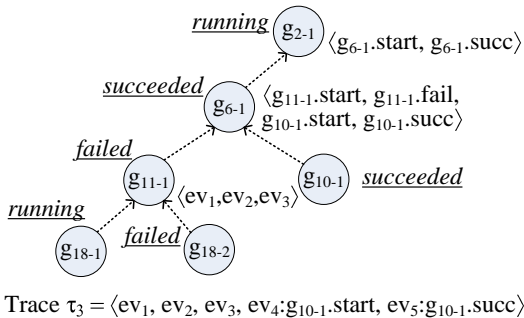 running
g2-1
⟨g6-1.start, g6-1.succ⟩
succeeded
g6-1
⟨g11-1.start, g11-1.fail,
g10-1.start, g10-1.succ⟩
failed
g11-1
g10-1
succeeded
⟨ev1,ev2,ev3⟩
running
g18-1
failed
g18-2
Trace τ3 = ⟨ev1, ev2, ev3, ev4:g10-1.start, ev5:g10-1.succ⟩